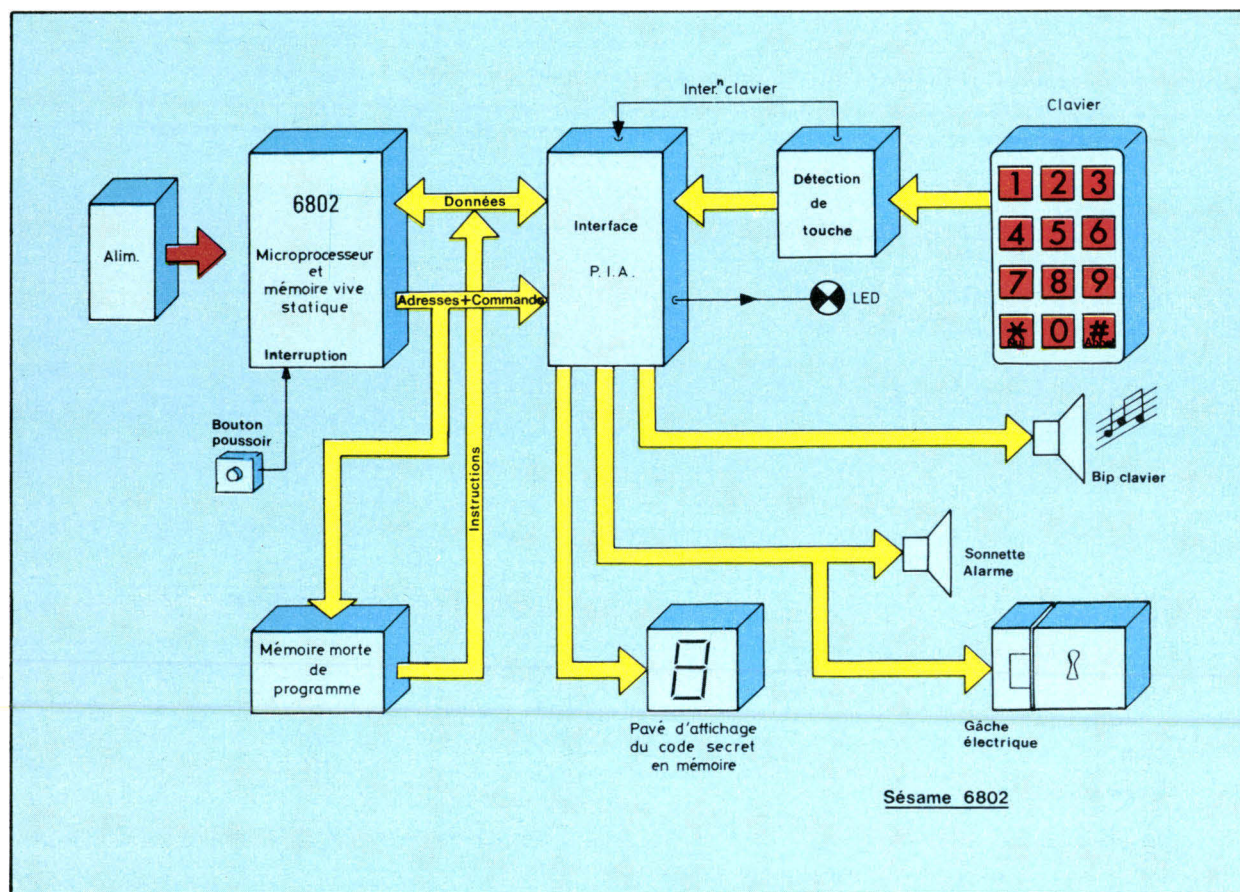 Inter.n clavier
Clavier
Alim.
6802
Microprocesseur
et
mémoire vive
statique
Interruption
Données
Adresses+Commande
Instructions
Interface
P.I.A.
Détection
de
touche
LED
1 2 3
4 5 6
7 8 9
* 0 #
Bouton
poussoir
Bip clavier
Sonnette
Alarme
Mémoire morte
de
programme
8
Pavé d'affichage
du code secret
en mémoire
Gâche
électrique
Sésame 6802